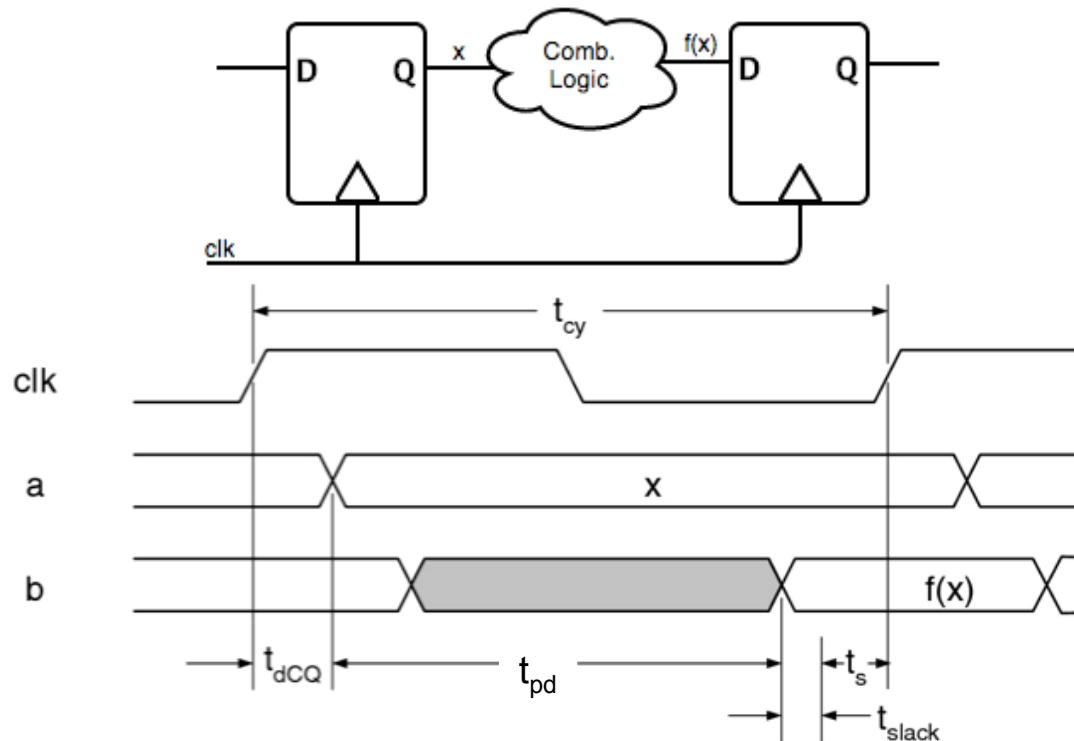 D Q x Comb. Logic f(x) D Q
clk
t_cy
clk
a x
b f(x)
t_dCQ t_pd t_s
t_slack